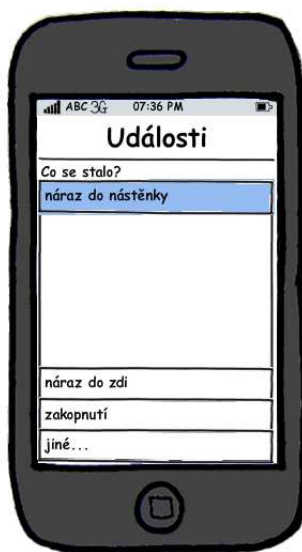 ABC 3G 07:36 PM
Události
Co se stalo?
náraz do nástěnky
náraz do zdi
zakopnutí
jiné...